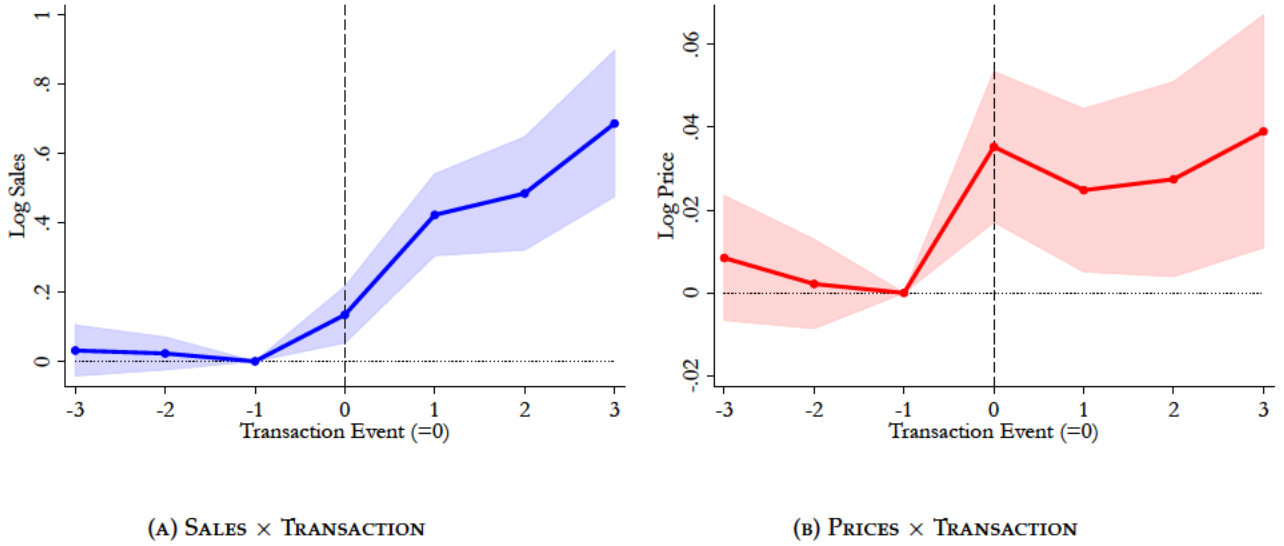 1
.8
.6
.4
.2
0
Log Sales
-3 -2 -1 0 1 2 3
Transaction Event (=0)
(A) SALES × TRANSACTION
.06
.04
.02
0
-.02
Log Price
-3 -2 -1 0 1 2 3
Transaction Event (=0)
(B) PRICES × TRANSACTION